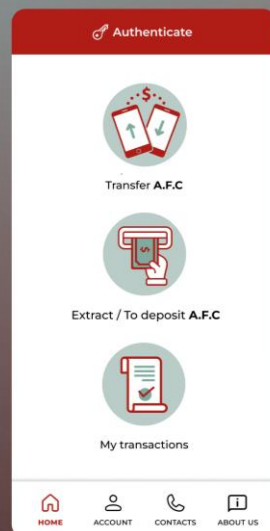 Authenticate
$
Transfer A.F.C
$
Extract / To deposit A.F.C
My transactions
HOME ACCOUNT CONTACTS ABOUT US